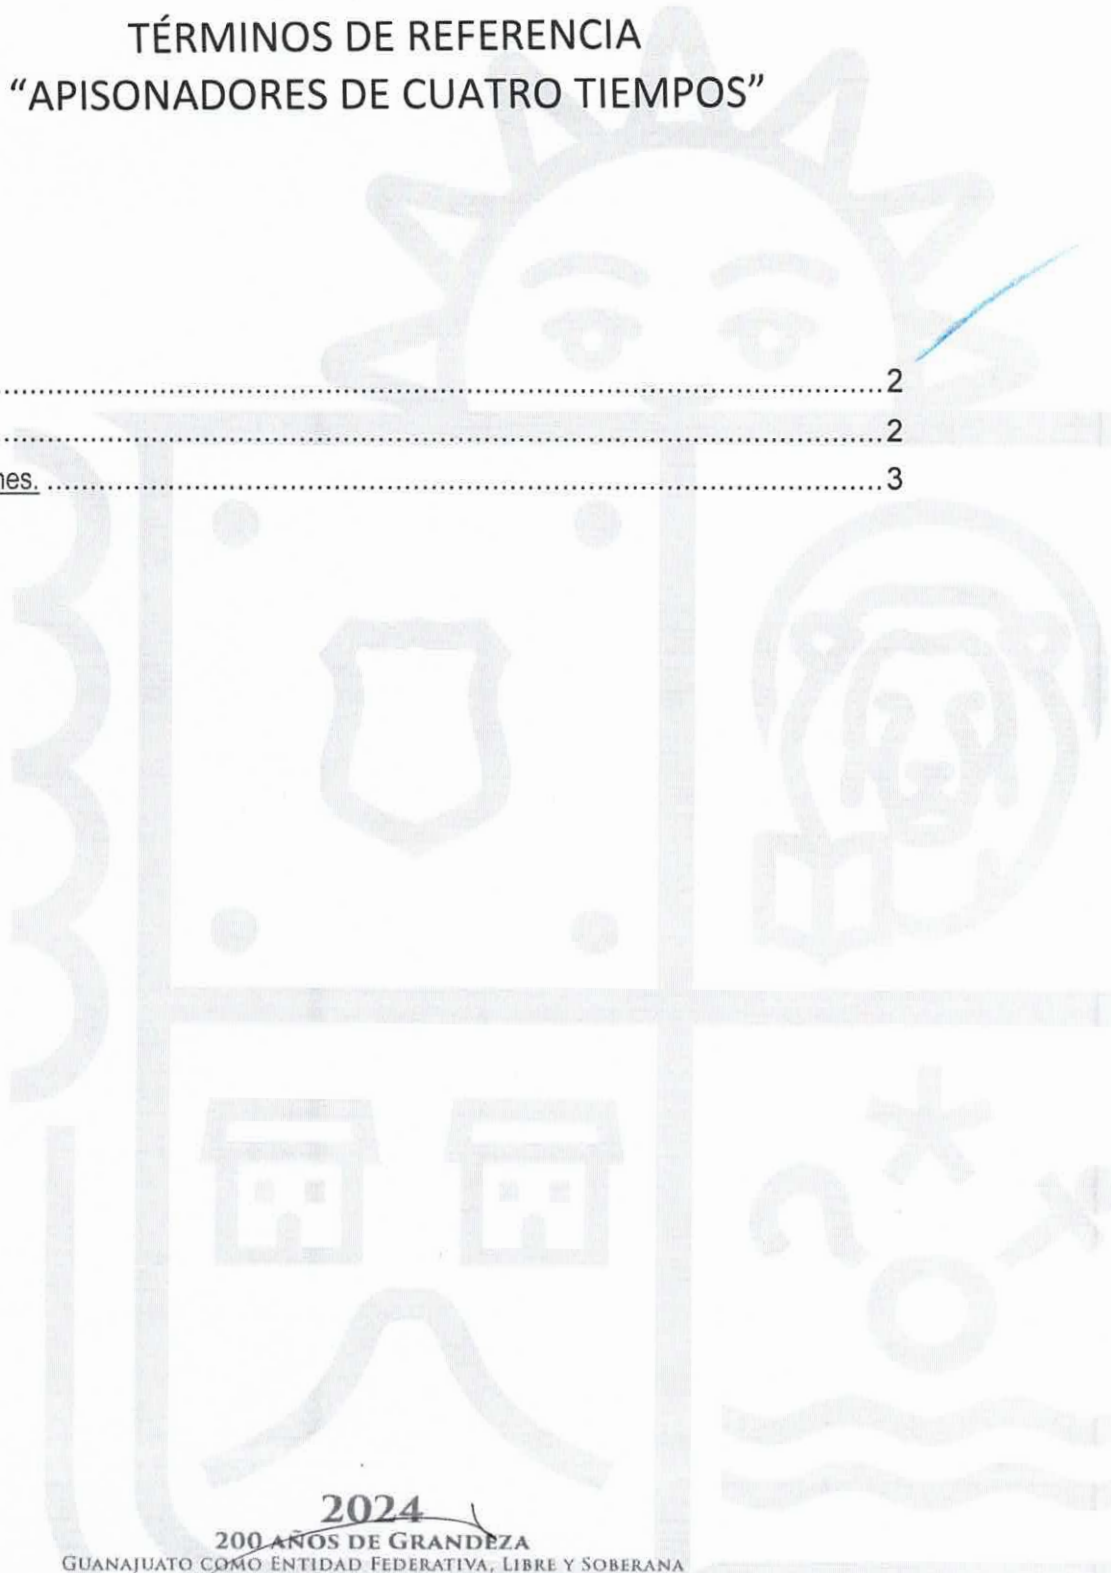 TÉRMINOS DE REFERENCIA
“APISONADORES DE CUATRO TIEMPOS”
........................................................................................................2
........................................................................................................2
nes. ........................................................................................................3
2024
200 AÑOS DE GRANDEZA
GUANAJUATO COMO ENTIDAD FEDERATIVA, LIBRE Y SOBERANA